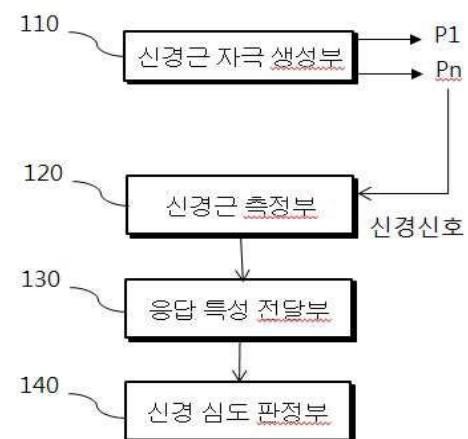 110
신경근 자극 생성부
P1
Pn
120
신경근 측정부
신경신호
130
응답 특성 전달부
140
신경 심도 판정부